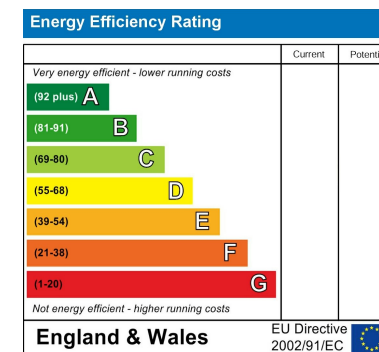 Energy Efficiency Rating
Current Potenti
Very energy efficient - lower running costs
(92 plus) A
(81-91) B
(69-80) C
(55-68) D
(39-54) E
(21-38) F
(1-20) G
Not energy efficient - higher running costs
England & Wales
EU Directive
2002/91/EC